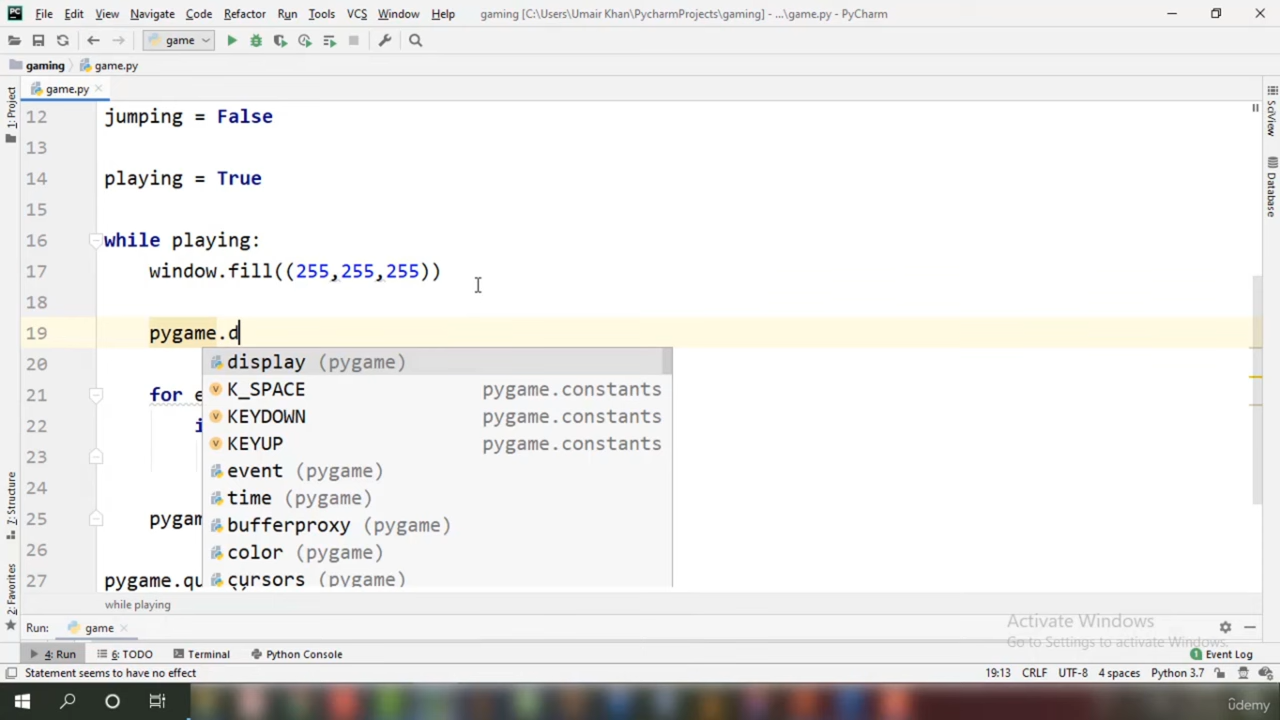 File Edit View Navigate Code Refactor Run Tools VCS Window Help gaming [C:\Users\Umair Khan\PycharmProjects\gaming] - ...\game.py - PyCharm
game
gaming game.py
game.py
12 jumping = False
13
14 playing = True
15
16 while playing:
17 window.fill((255,255,255))
18
19 pygame.d
20 display (pygame)
K_SPACE pygame.constants
21 for e
KEYDOWN pygame.constants
22 i
KEYUP pygame.constants
23
event (pygame)
24
time (pygame)
25 pygam
bufferproxy (pygame)
26
color (pygame)
27 pygame.qu
cursors (pygame)
while playing
Run: game
4: Run 6: TODO Terminal Python Console 1 Event Log
Statement seems to have no effect 19:13 CRLF UTF-8 4 spaces Python 3.7
1: Project
7: Structure
2: Favorites
SciView
Database
Activate Windows
Go to Settings to activate Windows.
ûdemy